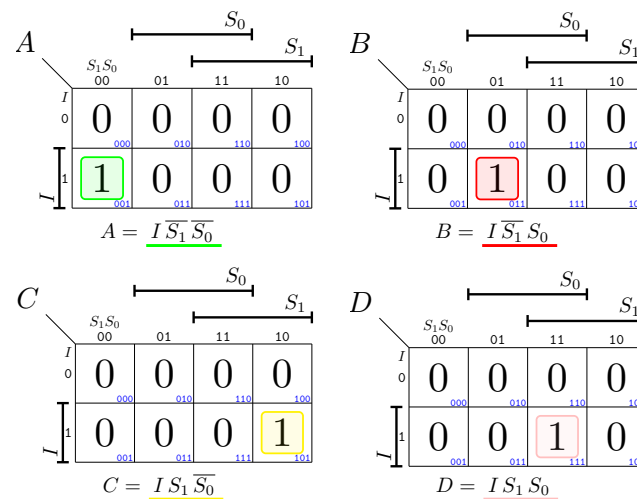 A S₀ B S₀
S₁ S₁
S₁S₀ S₁S₀
00 01 11 10 00 01 11 10
I I
0 0 0 0 0 0 0 0 0 0
000 010 110 100 000 010 110 10
I 1 1 0 0 0 I 1 0 1 0 0
001 011 111 101 001 011 111 10
A = I S̅₁ S̅₀ B = I S̅₁ S₀
C S₀ D S₀
S₁ S₁
S₁S₀ S₁S₀
00 01 11 10 00 01 11 10
I I
0 0 0 0 0 0 0 0 0 0
000 010 110 100 000 010 110 10
I 1 0 0 0 1 I 1 0 0 1 0
001 011 111 101 001 011 111 10
C = I S₁ S̅₀ D = I S₁ S₀